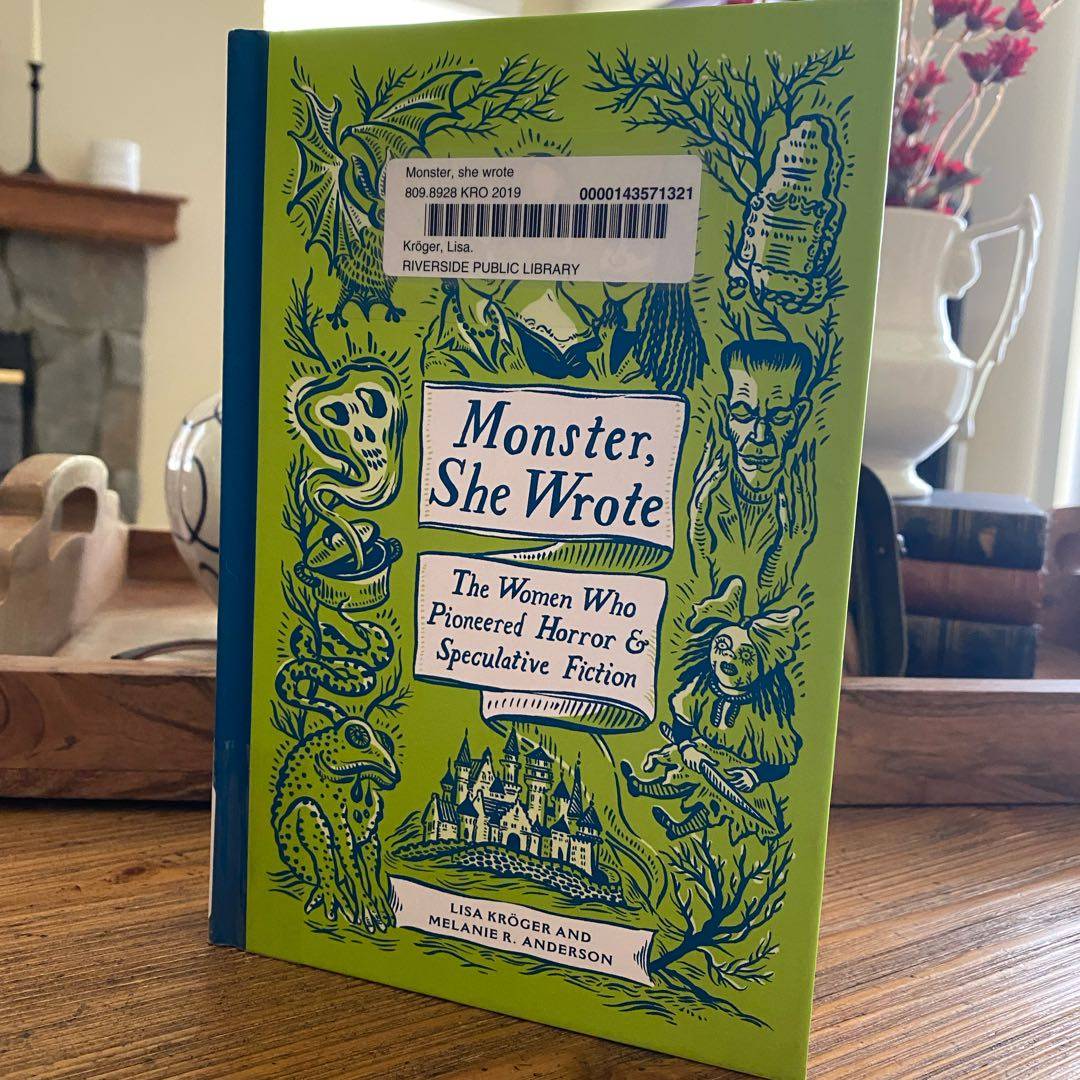 Monster, she wrote
809.8928 KRO 2019 0000143571321
Kröger, Lisa.
RIVERSIDE PUBLIC LIBRARY
Monster,
She Wrote
The Women Who
Pioneered Horror &
Speculative Fiction
LISA KRÖGER AND
MELANIE R. ANDERSON